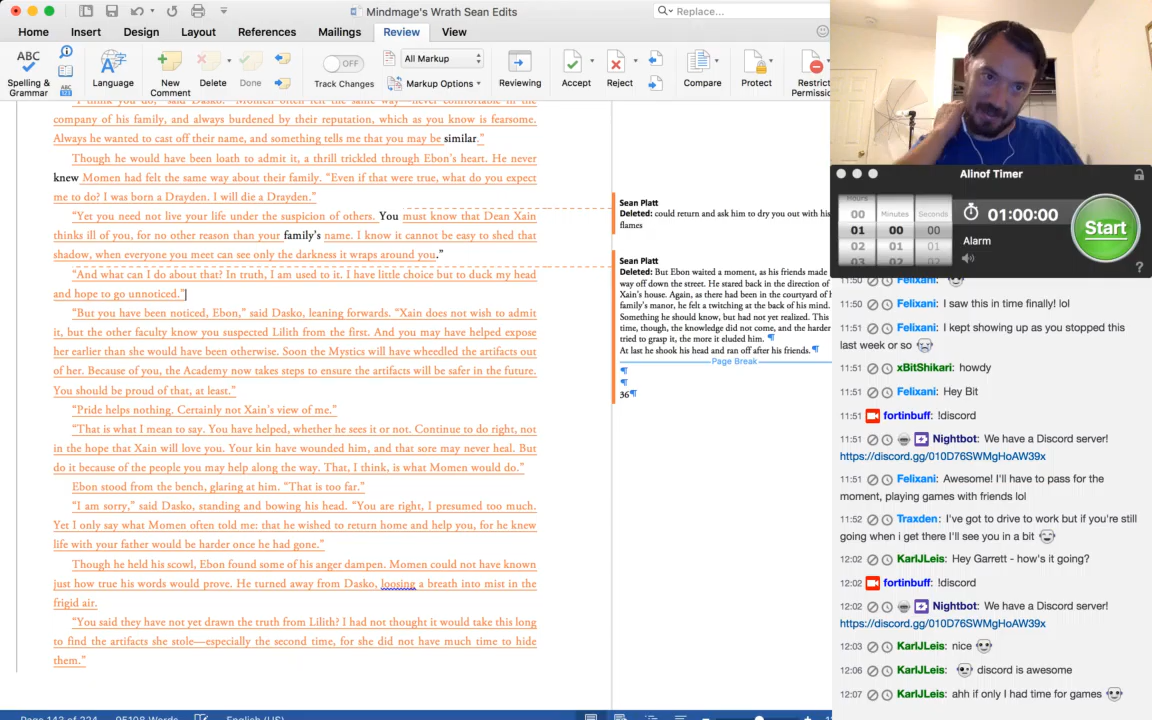 Mindmage's Wrath Sean Edits
Replace...
Home Insert Design Layout References Mailings Review View
ABC ABC
Spelling & Grammar
Language
New Comment
Delete
Done
OFF
Track Changes
All Markup
Markup Options
Reviewing
Accept
Reject
Compare
Protect
Restrict
"I think you do," said Dasko. "Momen often felt the same way—never comfortable in the
company of his family, and always burdened by their reputation, which as you know is fearsome.
Always he wanted to cast off their name, and something tells me that you may be similar."
Though he would have been loath to admit it, a thrill trickled through Ebon's heart. He never
knew Momen had felt the same way about their family. "Even if that were true, what do you expect
me to do? I was born a Drayden. I will die a Drayden."
"Yet you need not live your life under the suspicion of others. You must know that Dean Xain
thinks ill of you, for no other reason than your family's name. I know it cannot be easy to shed that
shadow, when everyone you meet can see only the darkness it wraps around you."
"And what can I do about that? In truth, I am used to it. I have little choice but to duck my head
and hope to go unnoticed."
"But you have been noticed, Ebon," said Dasko, leaning forwards. "Xain does not wish to admit
it, but the other faculty know you suspected Lilith from the first. And you may have helped expose
her earlier than she would have been otherwise. Soon the Mystics will have wheedled the artifacts out
of her. Because of you, the Academy now takes steps to ensure the artifacts will be safer in the future.
You should be proud of that, at least."
"Pride helps nothing. Certainly not Xain's view of me."
"That is what I mean to say. You have helped, whether he sees it or not. Continue to do right, not
in the hope that Xain will love you. Your kin have wounded him, and that sore may never heal. But
do it because of the people you may help along the way. That, I think, is what Momen would do."
Ebon stood from the bench, glaring at him. "That is too far."
"I am sorry," said Dasko, standing and bowing his head. "You are right, I presumed too much.
Yet I only say what Momen often told me: that he wished to return home and help you, for he knew
life with your father would be harder once he had gone."
Though he held his scowl, Ebon found some of his anger dampen. Momen could not have known
just how true his words would prove. He turned away from Dasko, loosing a breath into mist in the
frigid air.
"You said they have not yet drawn the truth from Lilith? I had not thought it would take this long
to find the artifacts she stole—especially the second time, for she did not have much time to hide
them."
Sean Platt
Deleted: could return and ask him to dry you out with his
flames
Sean Platt
Deleted: But Ebon waited a moment, as his friends made
way off down the street. He stared back in the direction of
Xain's house. Again, as there had been in the courtyard of
family's manor, he felt a twitching at the back of his mind.
Something he should know, but had not yet realized. This
time, though, the knowledge did not come, and the harder
tried to grasp it, the more it eluded him. ¶
At last he shook his head and ran off after his friends.¶
Page Break
¶
¶
36¶
Page 143 of 224 95108 Words English (US)
Alinof Timer
Hours Minutes Seconds
00
01 00 00
02 01 01
03 02 02
01:00:00
Alarm
Start
?
11:50 Felixani:
11:50 Felixani: I saw this in time finally! lol
11:51 Felixani: I kept showing up as you stopped this
last week or so
11:51 xBitShikari: howdy
11:51 Felixani: Hey Bit
11:51 fortinbuff: !discord
11:51 Nightbot: We have a Discord server!
https://discord.gg/010D76SWMgHoAW39x
11:51 Felixani: Awesome! I'll have to pass for the
moment, playing games with friends lol
11:52 Traxden: I've got to drive to work but if you're still
going when i get there I'll see you in a bit
12:02 KarlJLeis: Hey Garrett - how's it going?
12:02 fortinbuff: !discord
12:02 Nightbot: We have a Discord server!
https://discord.gg/010D76SWMgHoAW39x
12:03 KarlJLeis: nice
12:06 KarlJLeis: discord is awesome
12:07 KarlJLeis: ahh if only I had time for games